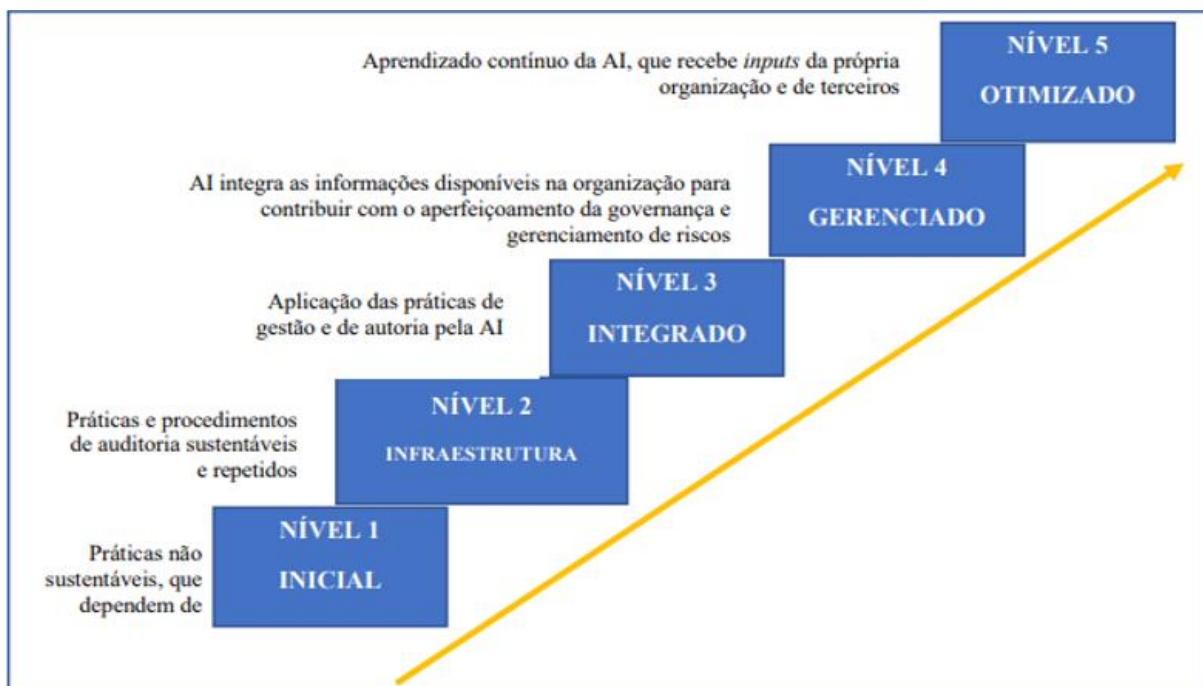 Aprendizado contínuo da AI, que recebe inputs da própria
organização e de terceiros
NÍVEL 5
OTIMIZADO
AI integra as informações disponíveis na organização para
contribuir com o aperfeiçoamento da governança e
gerenciamento de riscos
NÍVEL 4
GERENCIADO
Aplicação das práticas de
gestão e de autoria pela AI
NÍVEL 3
INTEGRADO
Práticas e procedimentos
de auditoria sustentáveis
e repetidos
NÍVEL 2
INFRAESTRUTURA
Práticas não
sustentáveis, que
dependem de
NÍVEL 1
INICIAL